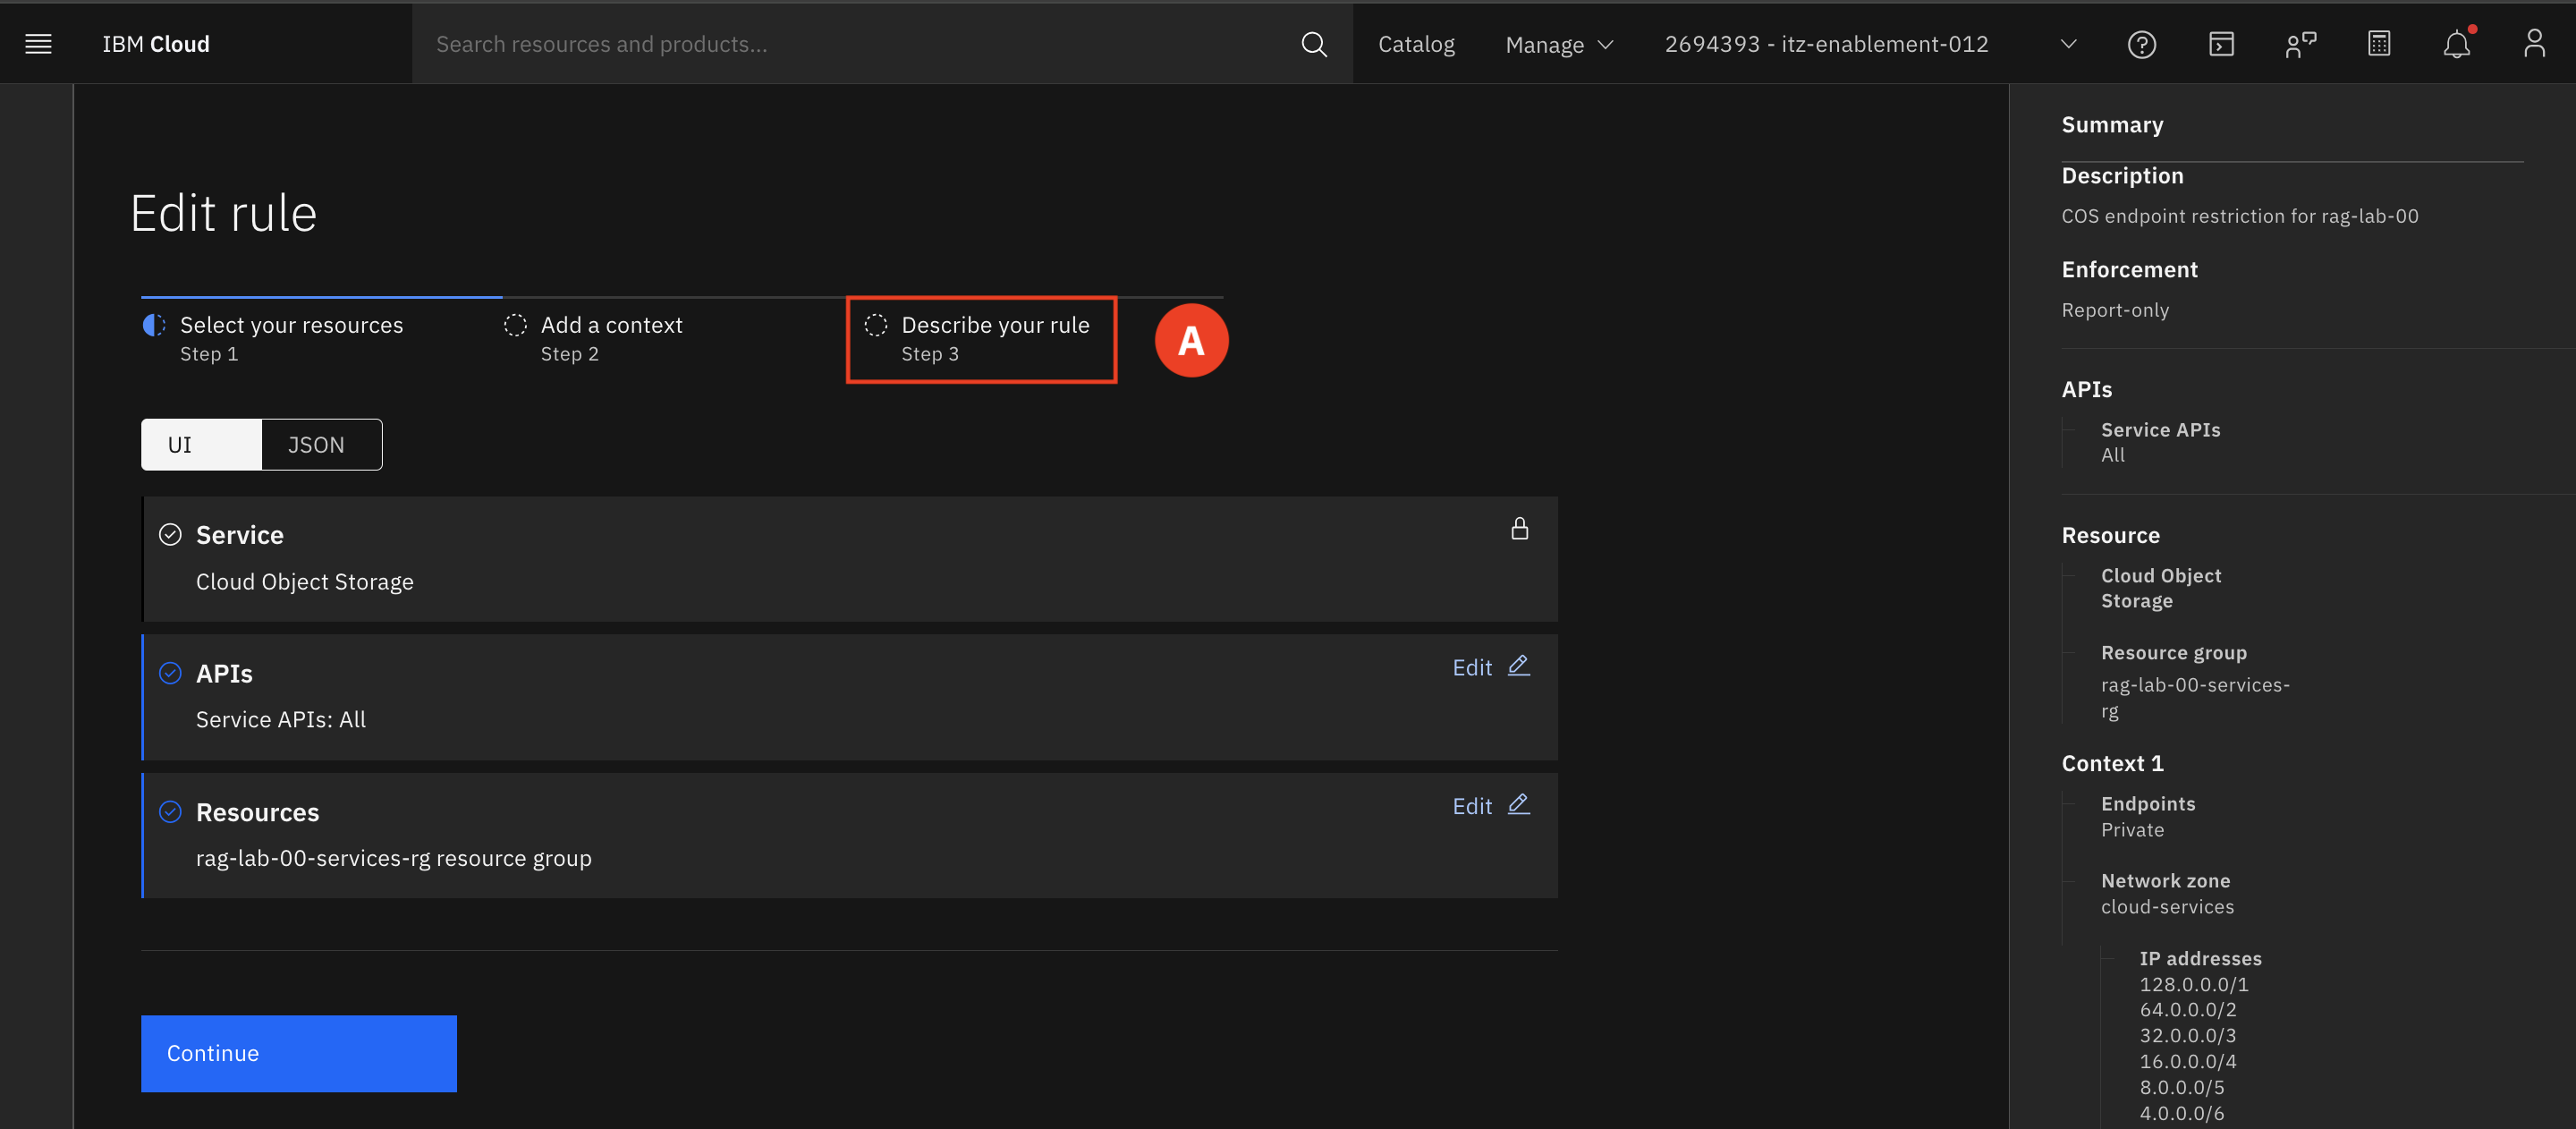 IBM Cloud
Search resources and products...
Catalog
Manage
2694393 - itz-enablement-012
Edit rule
Select your resources
Step 1
Add a context
Step 2
Describe your rule
Step 3
A
UI
JSON
Service
Cloud Object Storage
APIs
Edit
Service APIs: All
Resources
Edit
rag-lab-00-services-rg resource group
Continue
Summary
Description
COS endpoint restriction for rag-lab-00
Enforcement
Report-only
APIs
Service APIs
All
Resource
Cloud Object
Storage
Resource group
rag-lab-00-services-
rg
Context 1
Endpoints
Private
Network zone
cloud-services
IP addresses
128.0.0.0/1
64.0.0.0/2
32.0.0.0/3
16.0.0.0/4
8.0.0.0/5
4.0.0.0/6